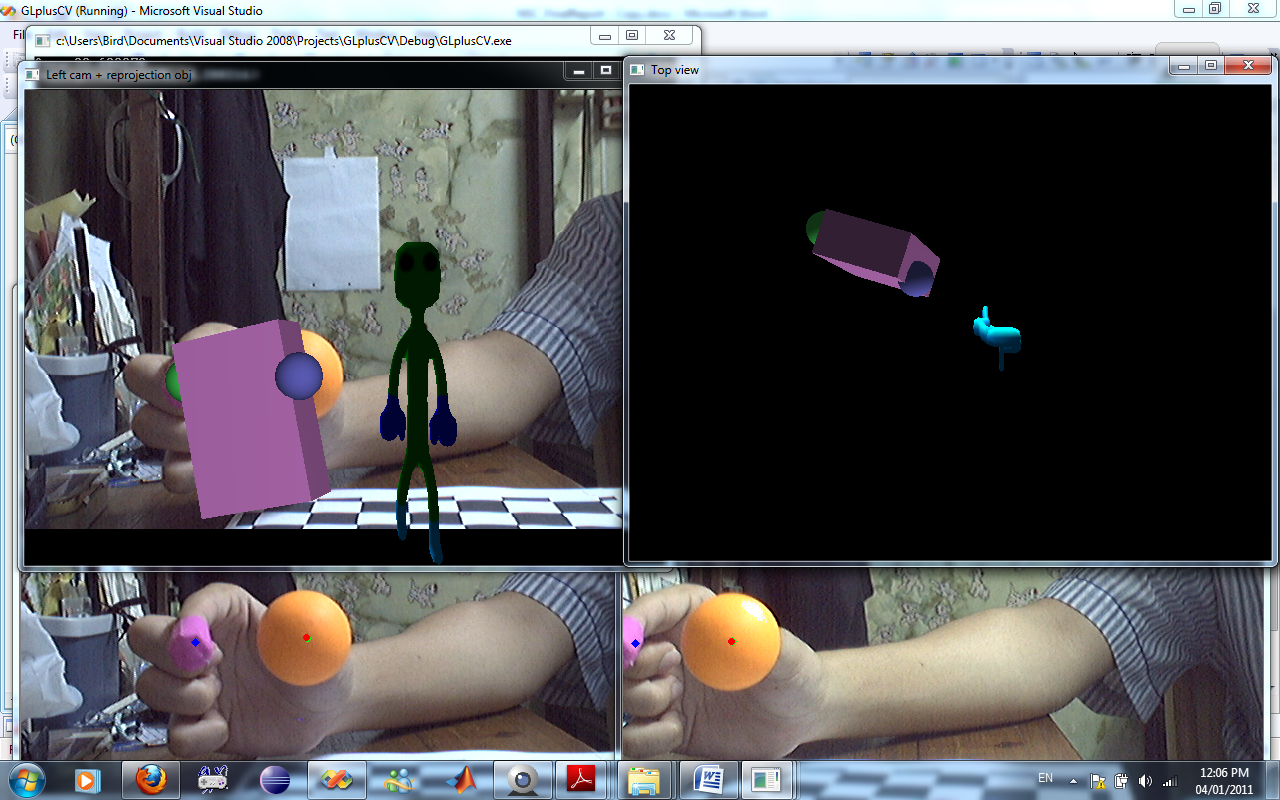 GLplusCV (Running) - Microsoft Visual Studio
c:\Users\Bird\Documents\Visual Studio 2008\Projects\GLplusCV\Debug\GLplusCV.exe
Left cam + reprojection obj
Top view
EN
12:06 PM
04/01/2011